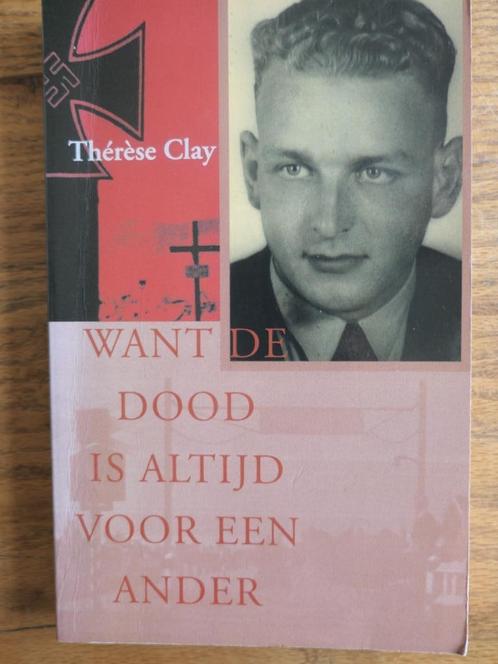 Thérèse Clay
WANT DE
DOOD
IS ALTIJD
VOOR EEN
ANDER